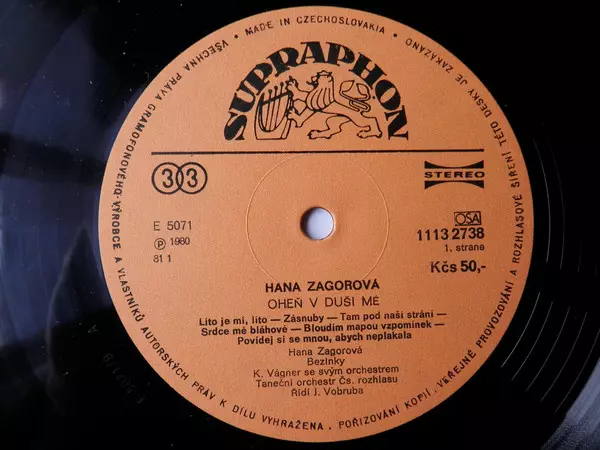 MADE IN CZECHOSLOVAKIA •
VŠECHNA PRÁVA GRAMOFONOVÉHO VÝROBCE A VLASTNÍKŮ AUTORSKÝCH PRÁV K DÍLU VYHRAŽENA. POŘIZOVÁNÍ KOPIÍ, VEŘEJNÉ PROVOZOVÁNÍ A ROZHLASOVÉ ŠÍŘENÍ TÉTO DESKY JE ZAKÁZÁNO •
SUPRAPHON
33
STEREO
E 5071
Ⓟ 1980
81 1
OSA
1113 2738
1. strane
Kčs 50,-
HANA ZAGOROVÁ
OHEŇ V DUŠI MÉ
Líto je mi, líto — Zásnuby — Tam pod naší strání —
Srdce mé bláhové — Bloudím mapou vzpomínek —
Povídej si se mnou, abych neplakala
Hana Zagorová
Bezinky
K. Vágner se svým orchestrem
Taneční orchestr Čs. rozhlasu
Řídí J. Vobruba